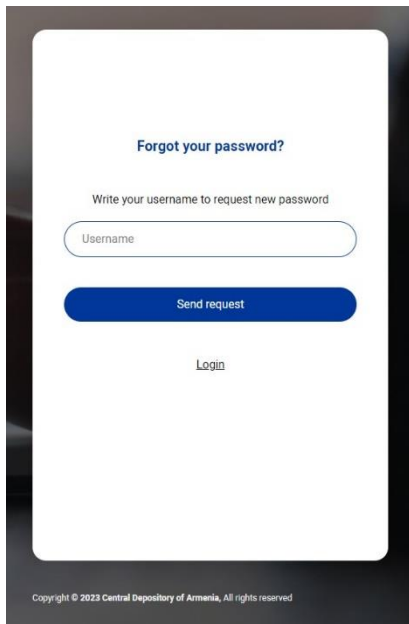 Forgot your password?
Write your username to request new password
Username
Send request
Login
Copyright © 2023 Central Depository of Armenia, All rights reserved